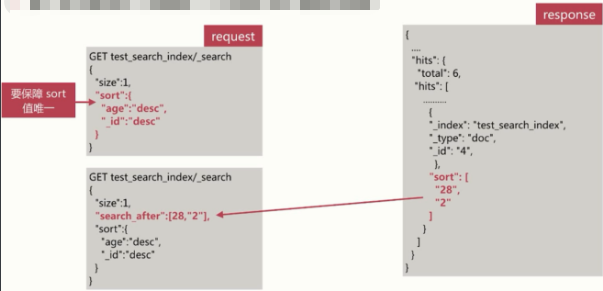 request
GET test_search_index/_search
{
"size":1,
"sort":{
"age":"desc",
"_id":"desc"
}
}
要保障 sort
值唯一
GET test_search_index/_search
{
"size":1,
"search_after":[28,"2"],
"sort":{
"age":"desc",
"_id":"desc"
}
}
response
{
....
"hits": {
"total": 6,
"hits": [
.........
{
"_index": "test_search_index",
"_type": "doc",
"_id": "4",
},
"sort": [
"28",
"2"
]
}
]
}
}